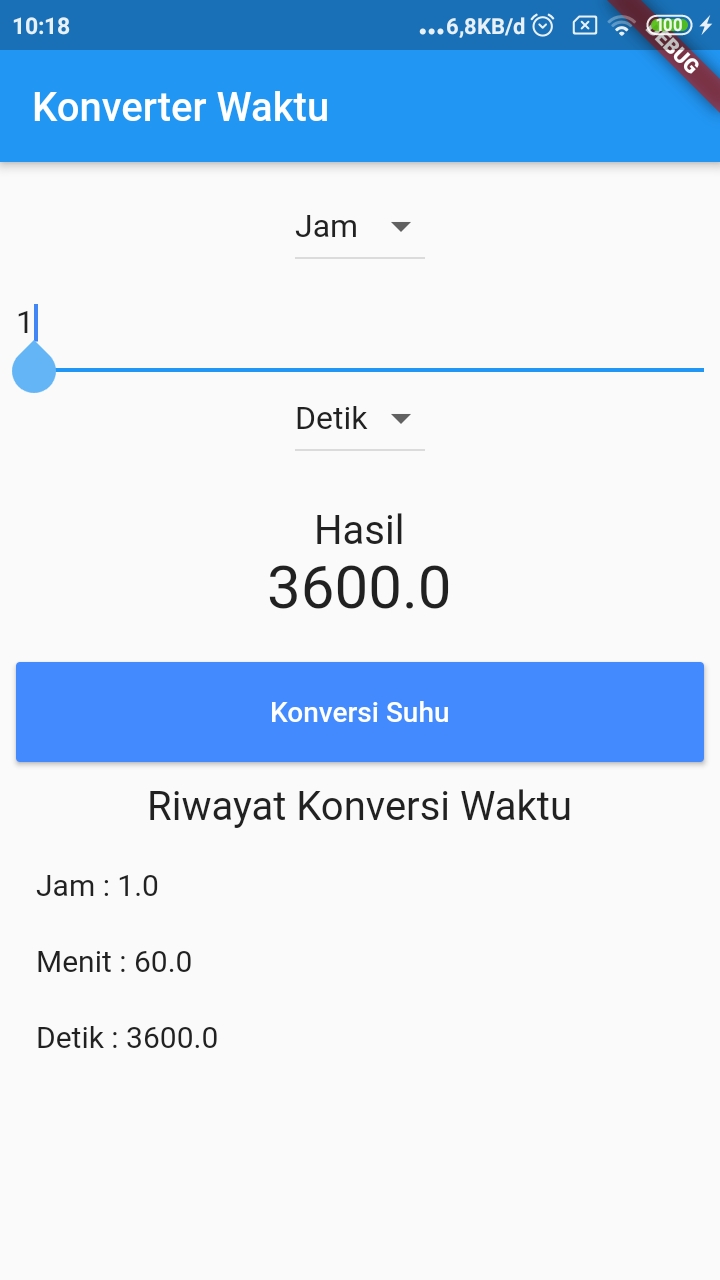 10:18
...6,8KB/d
100
DEBUG
Konverter Waktu
Jam
1
Detik
Hasil
3600.0
Konversi Suhu
Riwayat Konversi Waktu
Jam : 1.0
Menit : 60.0
Detik : 3600.0